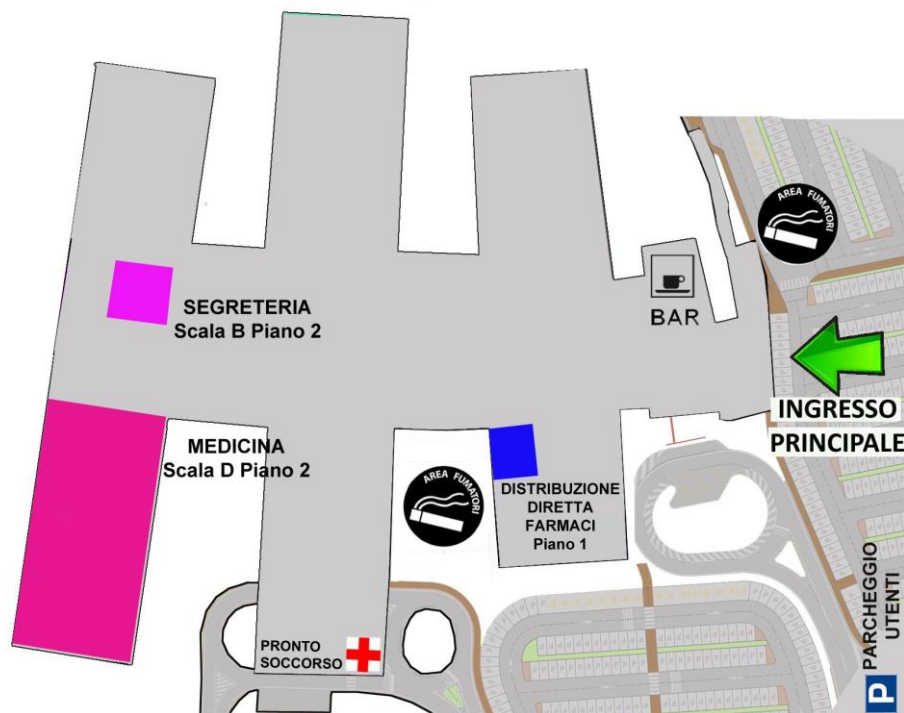 AREA FUMATORI
SEGRETERIA
Scala B Piano 2
BAR
INGRESSO
PRINCIPALE
MEDICINA
Scala D Piano 2
AREA FUMATORI
DISTRIBUZIONE
DIRETTA
FARMACI
Piano 1
PRONTO
SOCCORSO
P PARCHEGGIO
UTENTI